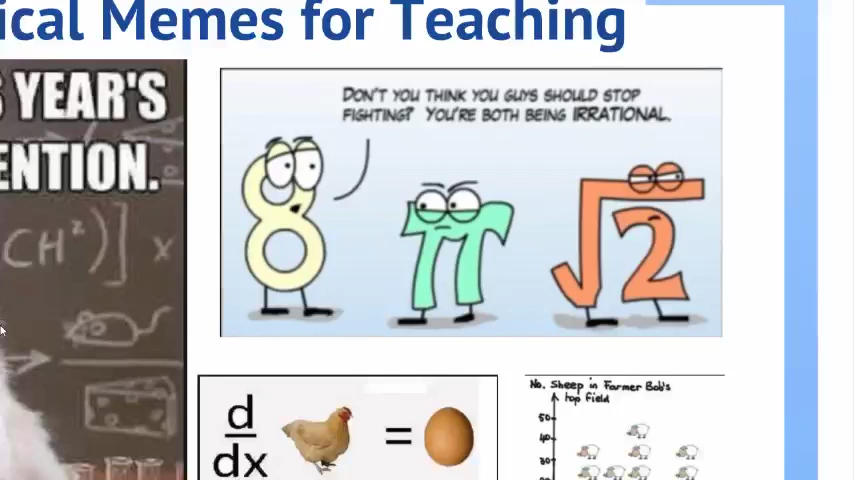 ical Memes for Teaching
S YEAR'S
ENTION.
CH²)] x
DON'T YOU THINK YOU GUYS SHOULD STOP
FIGHTING? YOU'RE BOTH BEING IRRATIONAL.
8 π √2
d
dx
=
No. Sheep in Farmer Bob's
top field
50
40
30